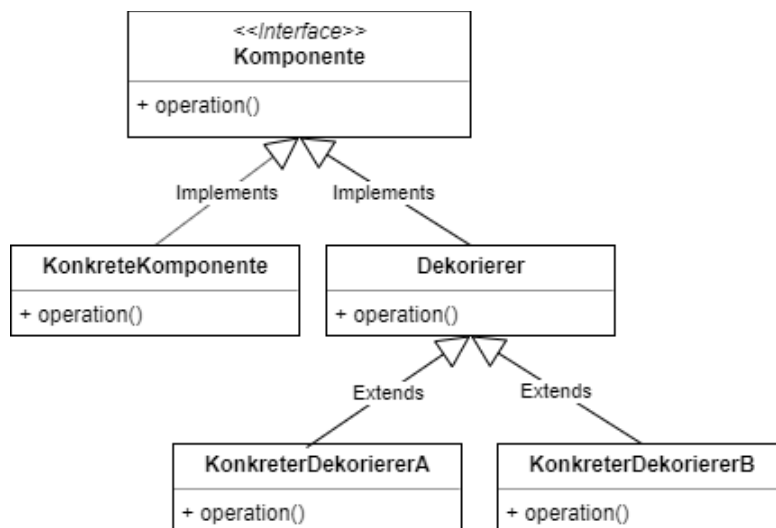 <<Interface>>
Komponente
+ operation()
Implements
Implements
KonkreteKomponente
Dekorierer
+ operation()
+ operation()
Extends
Extends
KonkreterDekoriererA
KonkreterDekoriererB
+ operation()
+ operation()